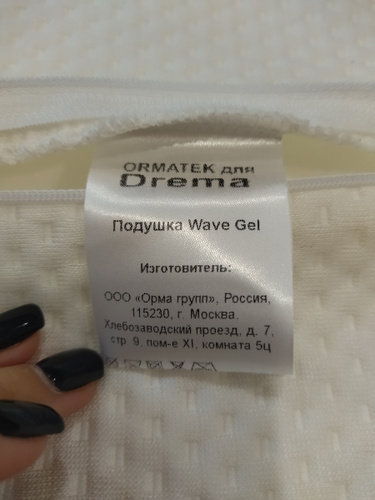 ORMATEK для
Drema
Подушка Wave Gel
Изготовитель:
ООО «Орма групп», Россия,
115230, г. Москва.
Хлебозаводский проезд, д. 7,
стр. 9, пом-е XI, комната 5ц